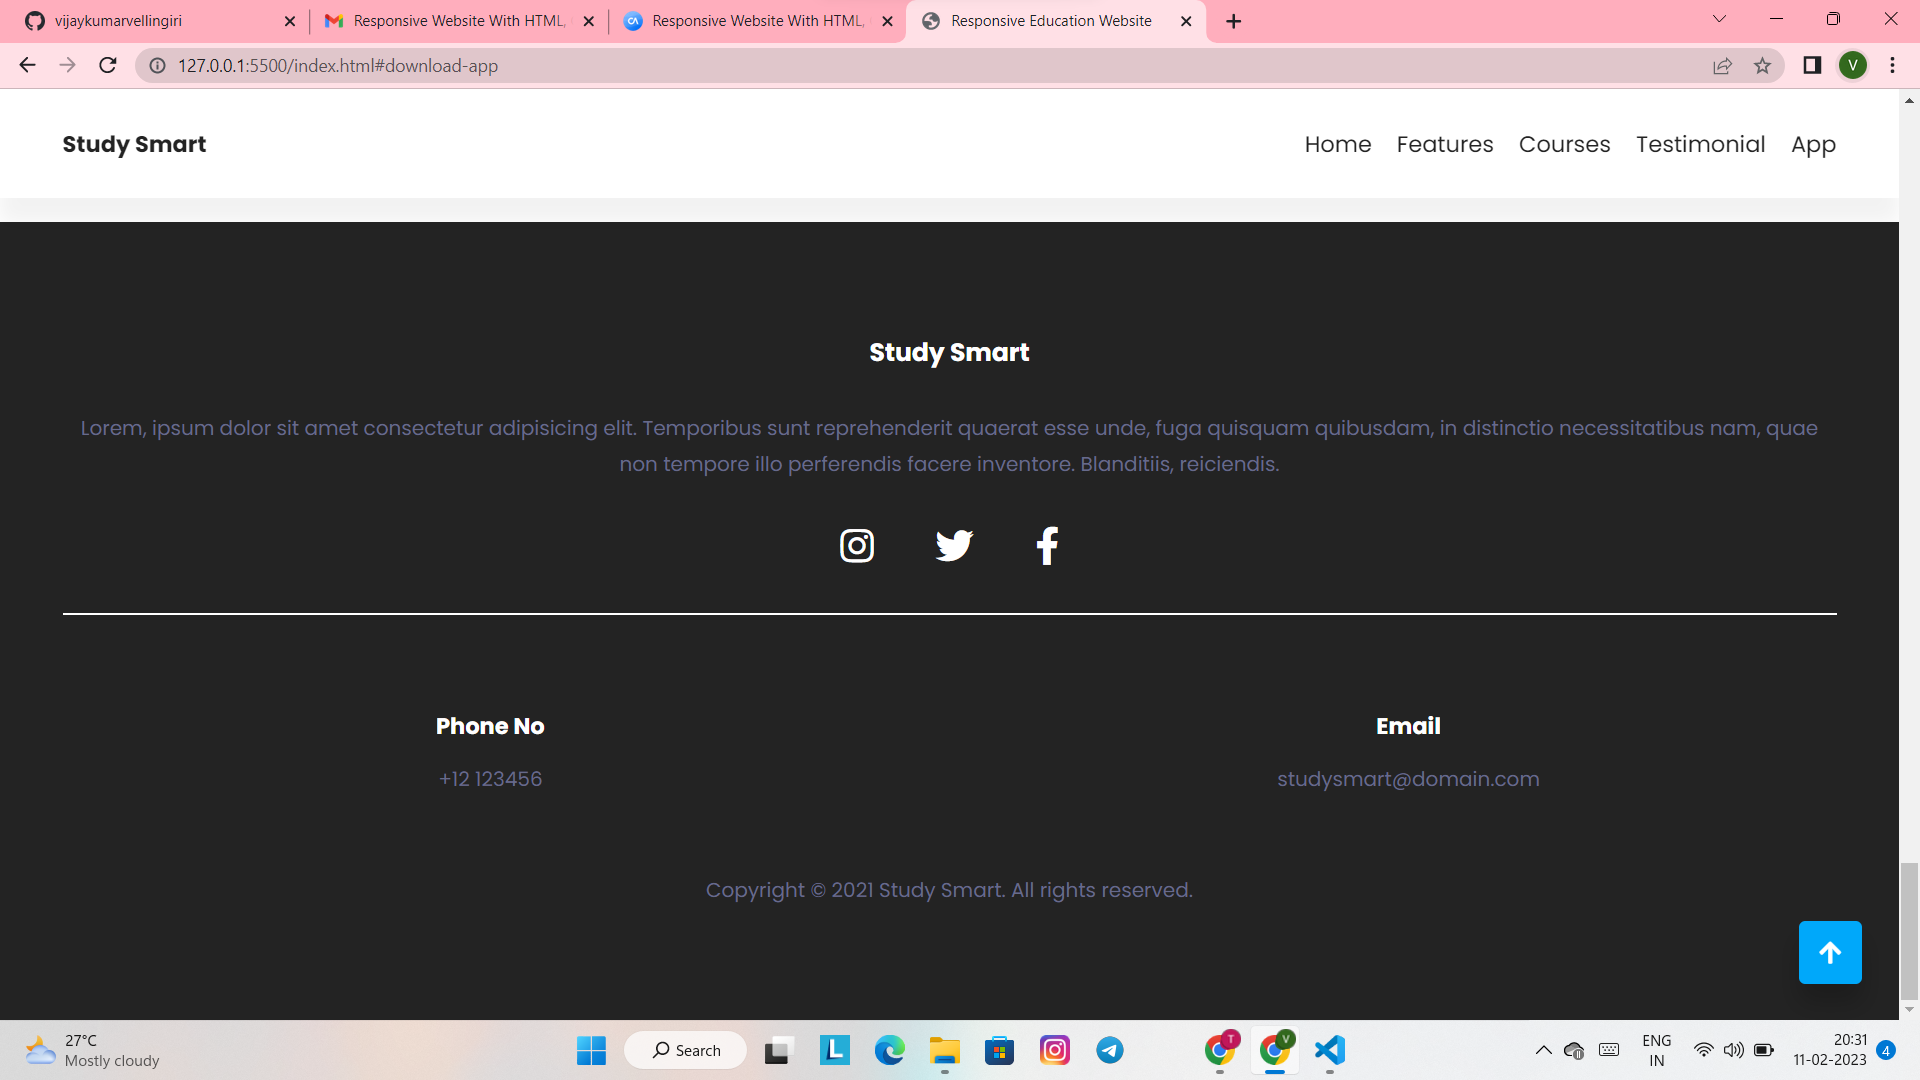 vijaykumarvellingiri
Responsive Website With HTML,
Responsive Website With HTML,
Responsive Education Website
127.0.0.1:5500/index.html#download-app
V
Study Smart
Home Features Courses Testimonial App
Study Smart
Lorem, ipsum dolor sit amet consectetur adipisicing elit. Temporibus sunt reprehenderit quaerat esse unde, fuga quisquam quibusdam, in distinctio necessitatibus nam, quae
non tempore illo perferendis facere inventore. Blanditiis, reiciendis.
Phone No
Email
+12 123456
studysmart@domain.com
Copyright © 2021 Study Smart. All rights reserved.
27°C
Mostly cloudy
Search
L
T
V
ENG
IN
20:31
11-02-2023
4